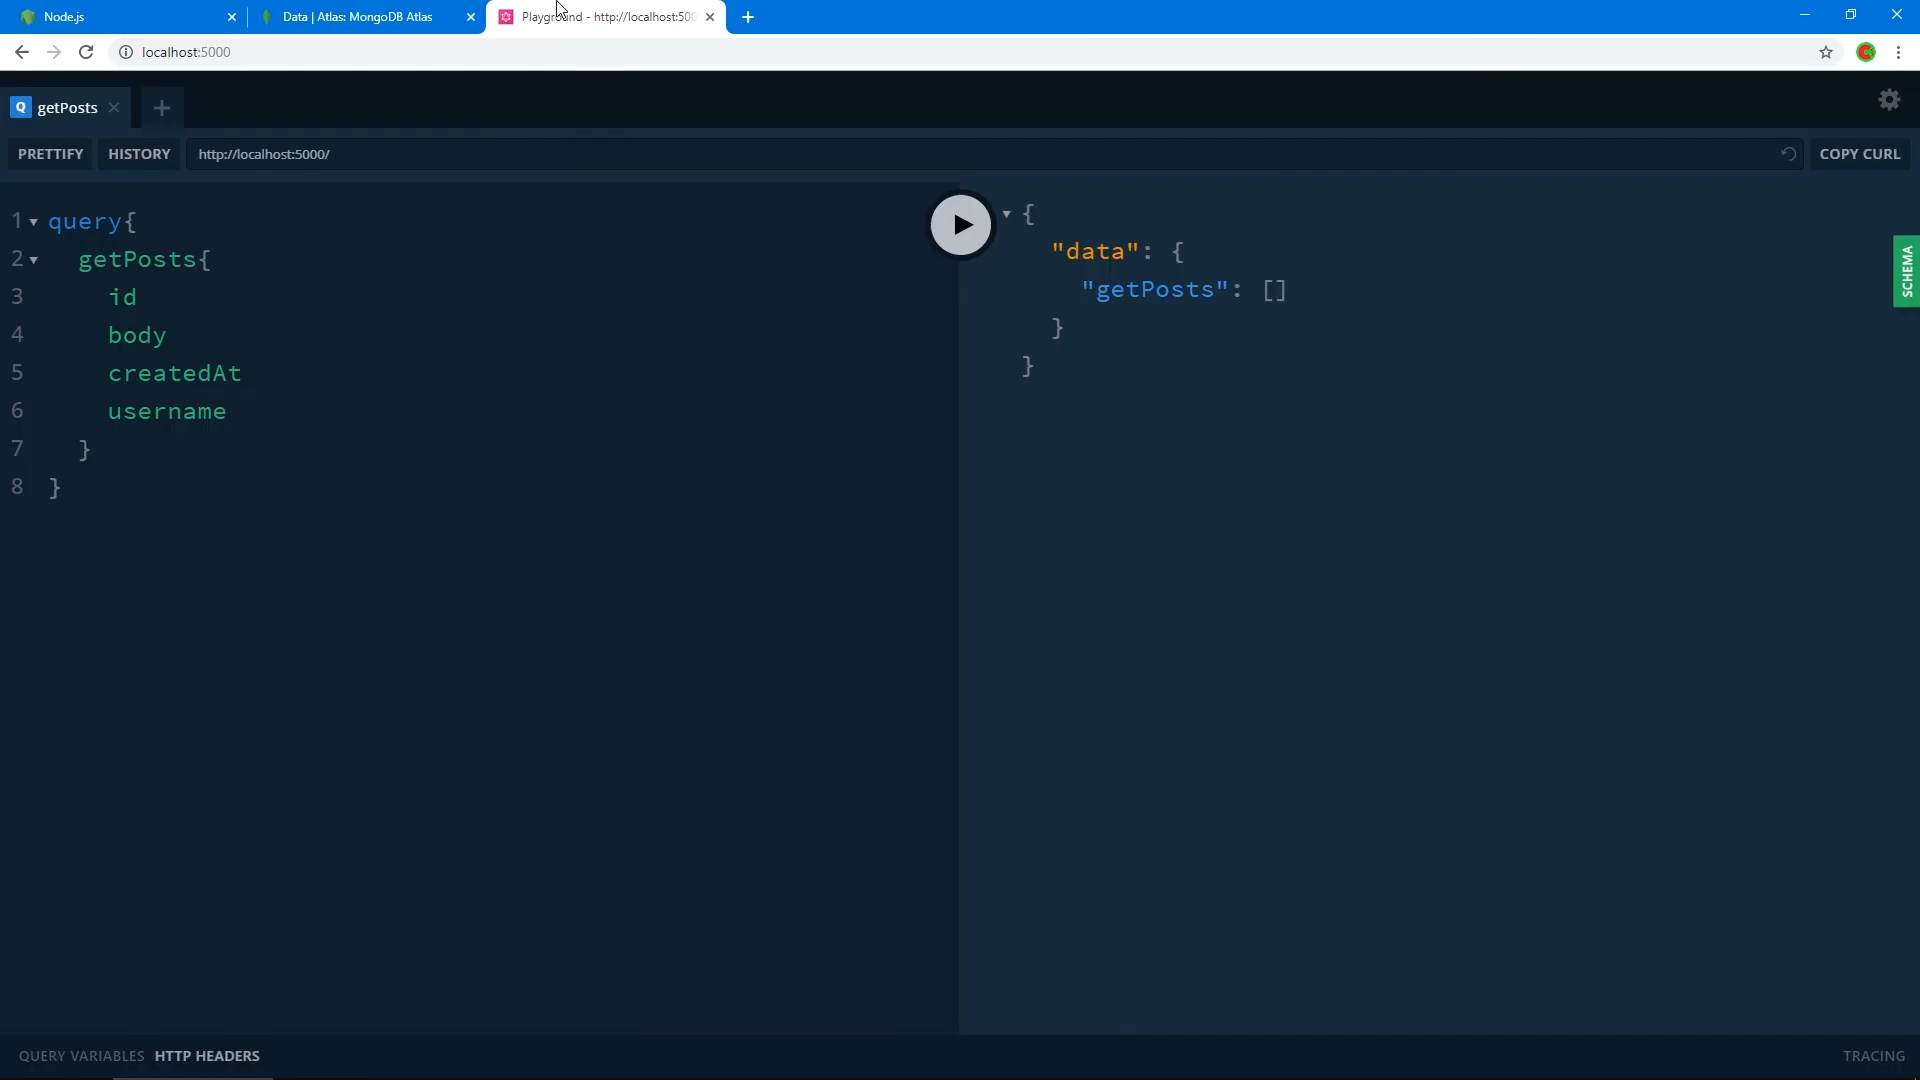 Node.js
Data | Atlas: MongoDB Atlas
Playground - http://localhost:500
localhost:5000
Q getPosts
PRETTIFY
HISTORY
http://localhost:5000/
COPY CURL
1 query{
2 getPosts{
3 id
4 body
5 createdAt
6 username
7 }
8 }
{
"data": {
"getPosts": []
}
}
SCHEMA
QUERY VARIABLES
HTTP HEADERS
TRACING